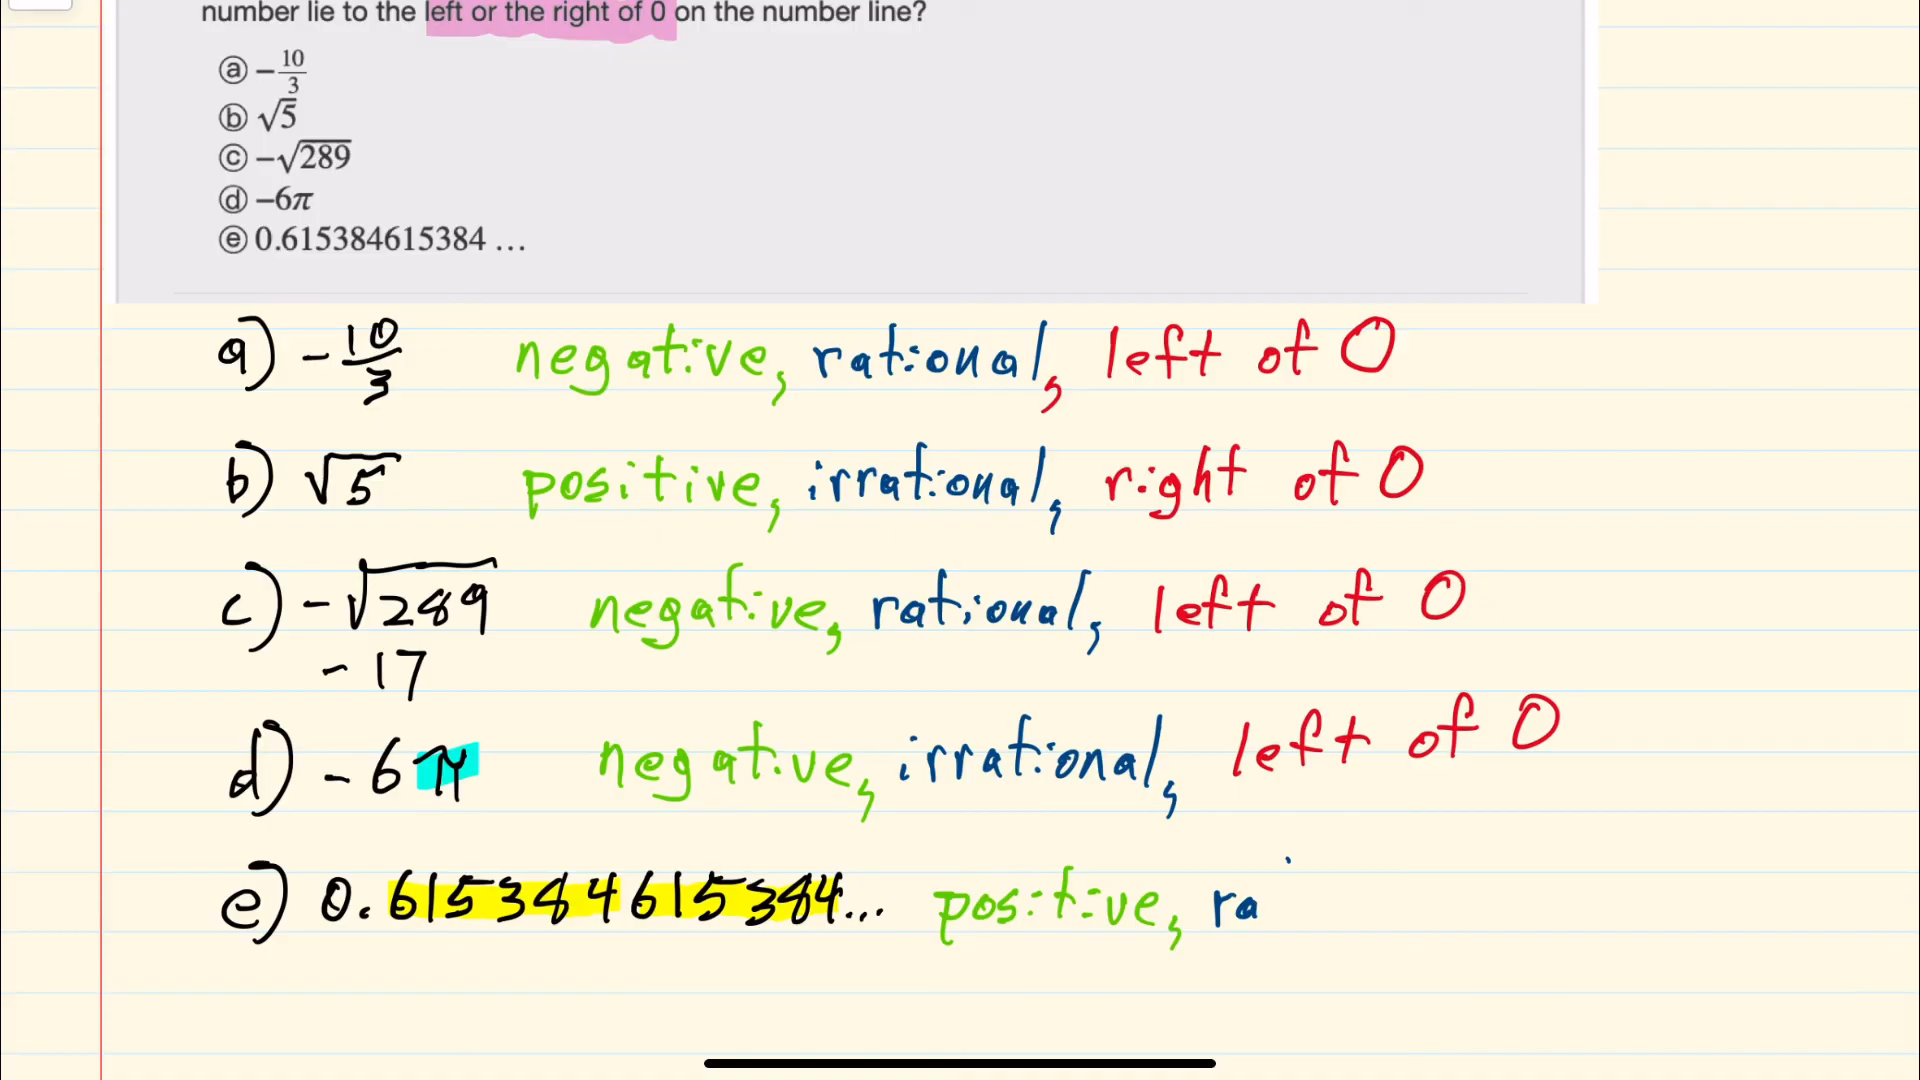 number lie to the left or the right of 0 on the number line?
ⓐ −10/3
ⓑ √5
ⓒ −√289
ⓓ −6π
ⓔ 0.615384615384 …
a) -10/3 negative, rational, left of 0
b) √5 positive, irrational, right of 0
c) -√289 negative, rational, left of 0
-17
d) -6π negative, irrational, left of 0
e) 0.615384615384... positive, ra